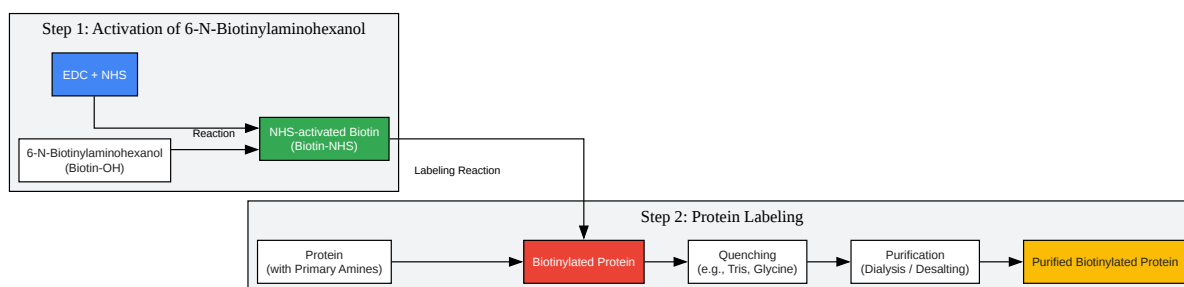 Step 1: Activation of 6-N-Biotinylaminohexanol
EDC + NHS
Reaction
NHS-activated Biotin
(Biotin-NHS)
6-N-Biotinylaminohexanol
(Biotin-OH)
Labeling Reaction
Step 2: Protein Labeling
Protein
(with Primary Amines)
Biotinylated Protein
Quenching
(e.g., Tris, Glycine)
Purification
(Dialysis / Desalting)
Purified Biotinylated Protein